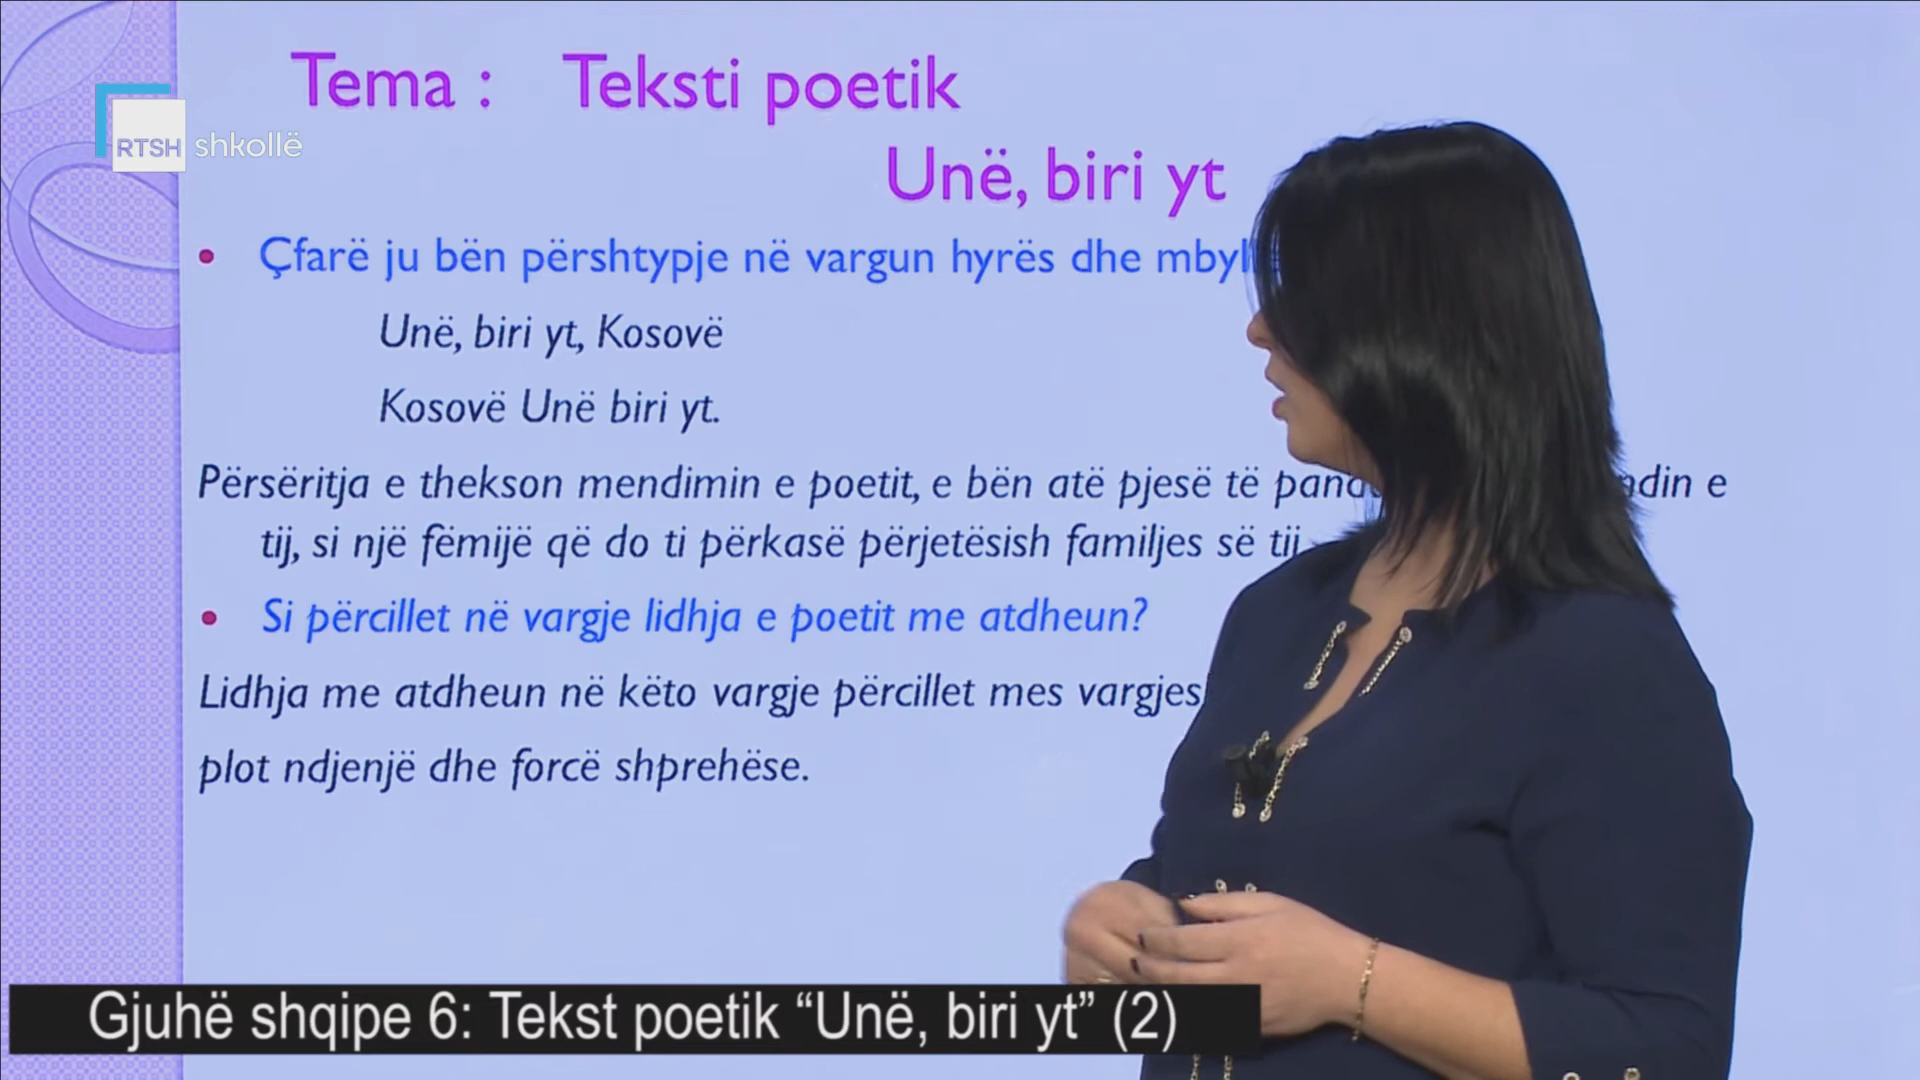 Tema : Teksti poetik
RTSH shkollë
Unë, biri yt
Çfarë ju bën përshtypje në vargun hyrës dhe
Unë, biri yt, Kosovë
Kosovë Unë biri yt.
Përsëritja e thekson mendimin e poetit, e bën atë pjesë të e
tij, si një fëmijë që do ti përkasë përjetësish familjes së tij
Si përcillet në vargje lidhja e poetit me atdheun?
Lidhja me atdheun në këto vargje përcillet mes
plot ndjenjë dhe forcë shprehëse.
Gjuhë shqipe 6: Tekst poetik “Unë, biri yt” (2)